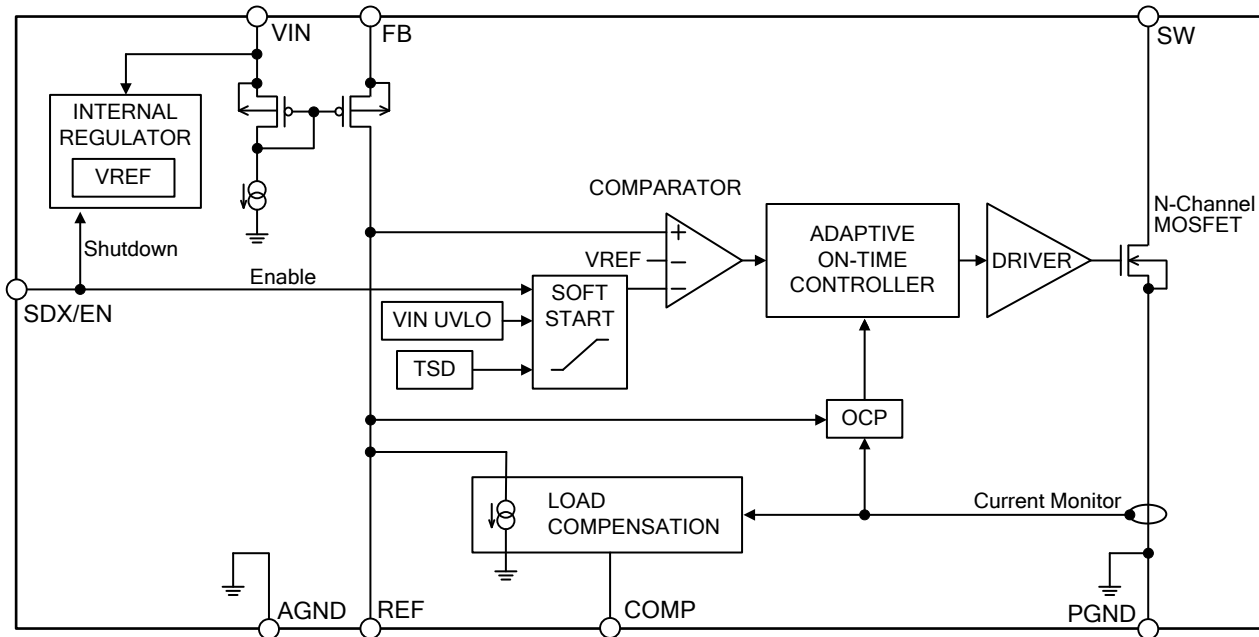 VIN
FB
SW
INTERNAL
REGULATOR
VREF
COMPARATOR
N-Channel
MOSFET
Shutdown
+
VREF
−
−
ADAPTIVE
ON-TIME
CONTROLLER
DRIVER
Enable
SDX/EN
SOFT
START
VIN UVLO
TSD
OCP
LOAD
COMPENSATION
Current Monitor
AGND
REF
COMP
PGND